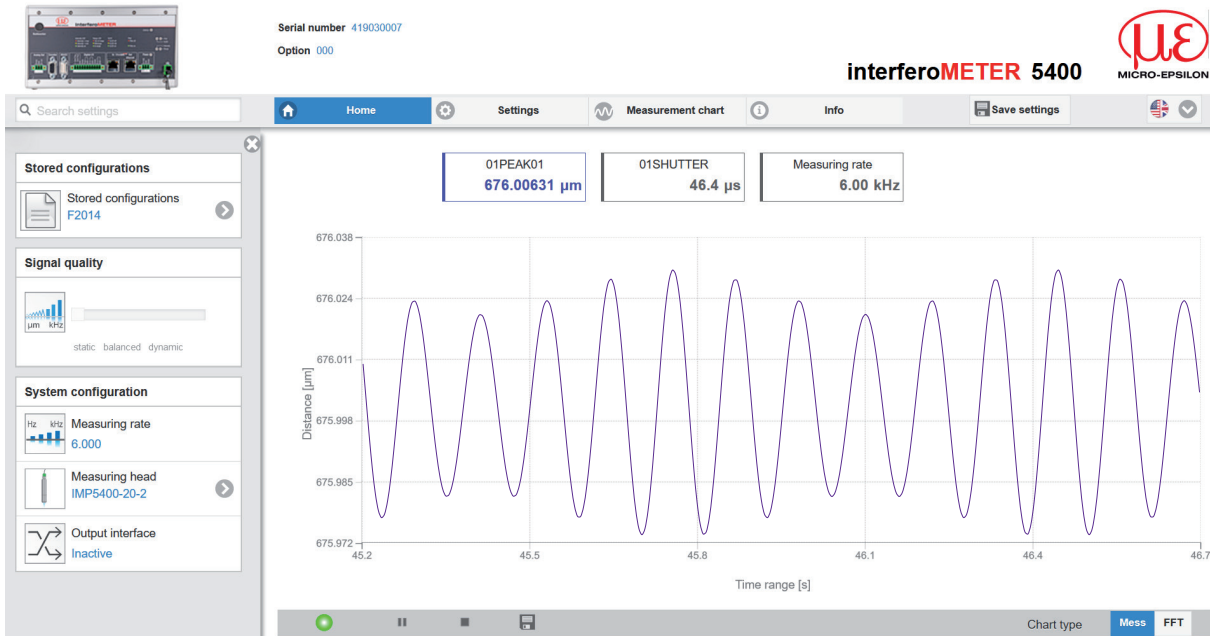 interferoMETER
Serial number 419030007
Option 000
interferoMETER 5400
με
MICRO-EPSILON
Search settings
Home
Settings
Measurement chart
Info
Save settings
Stored configurations
Stored configurations
F2014
Signal quality
µm kHz
static balanced dynamic
System configuration
Hz kHz
Measuring rate
6.000
Measuring head
IMP5400-20-2
Output interface
Inactive
01PEAK01
676.00631 µm
01SHUTTER
46.4 µs
Measuring rate
6.00 kHz
Distance [µm]
676.038
676.024
676.011
675.998
675.985
675.972
45.2 45.5 45.8 46.1 46.4 46.7
Time range [s]
Chart type
Mess
FFT